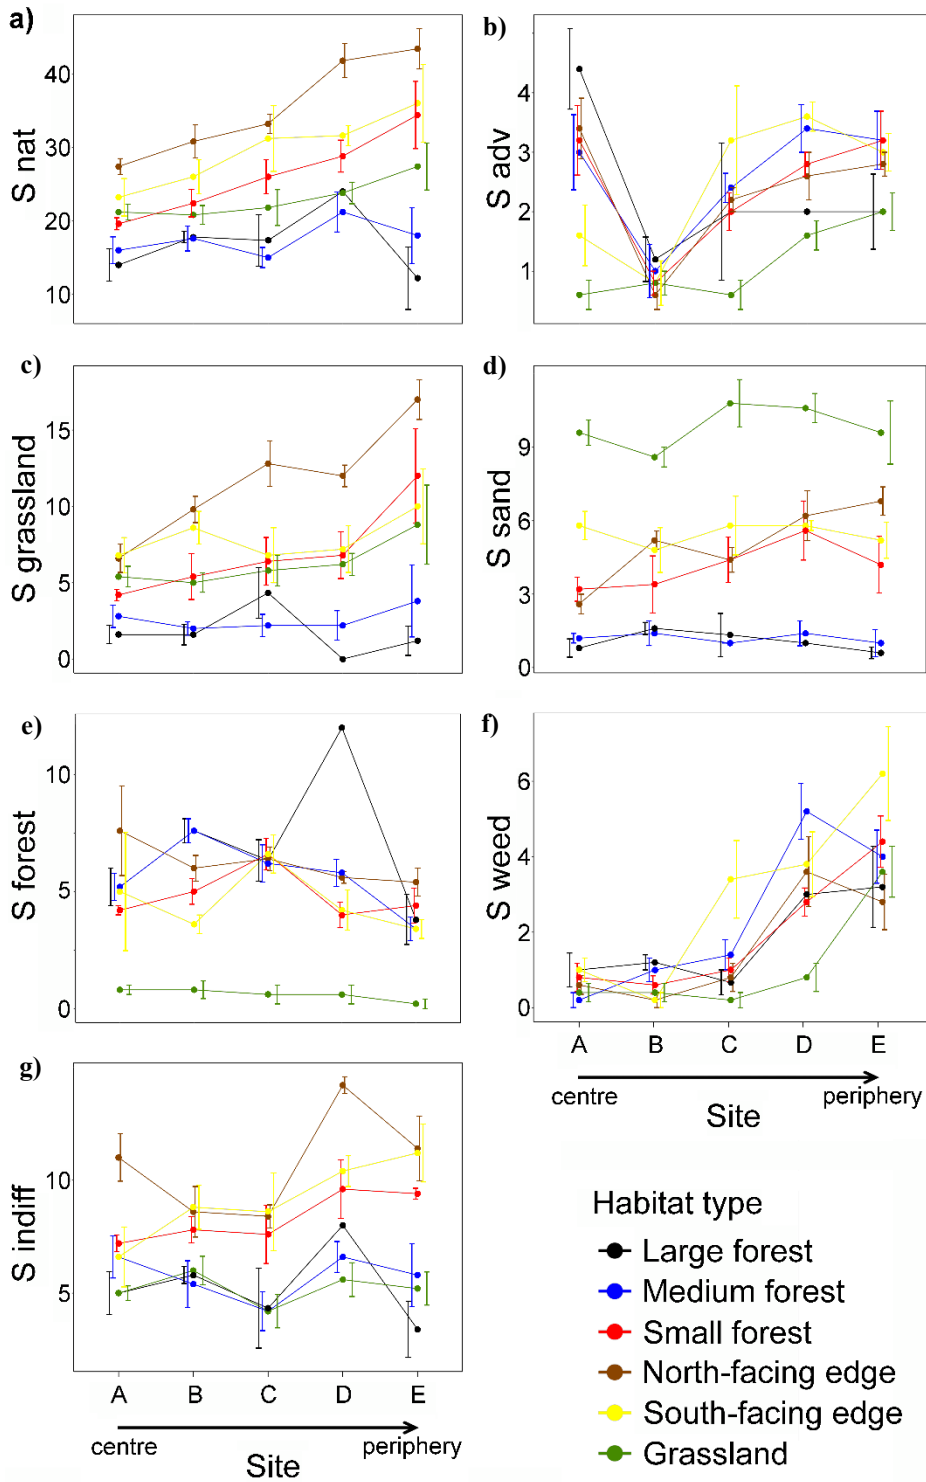 a)
S nat
40
30
20
10
b)
S adv
4
3
2
1
c)
S grassland
15
10
5
0
d)
S sand
9
6
3
0
e)
S forest
10
5
0
f)
S weed
6
4
2
0
A B C D E
centre periphery
Site
g)
S indiff
10
5
A B C D E
centre periphery
Site
Habitat type
Large forest
Medium forest
Small forest
North-facing edge
South-facing edge
Grassland